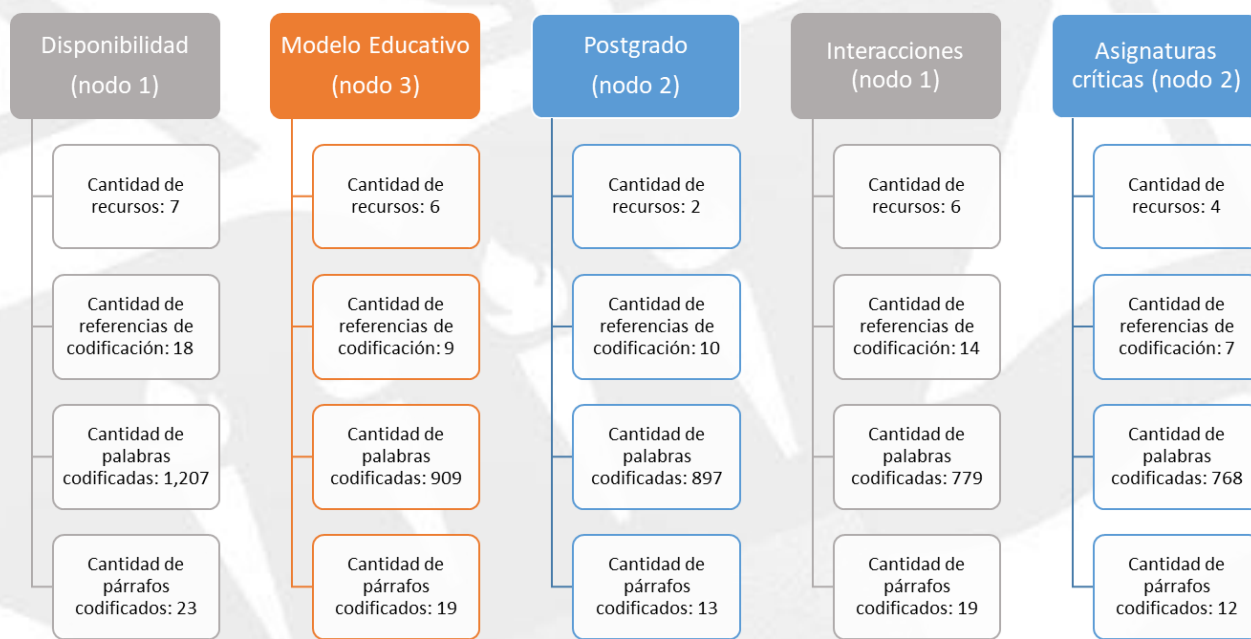 Disponibilidad
(nodo 1)
Cantidad de
recursos: 7
Cantidad de
referencias de
codificación: 18
Cantidad de
palabras
codificadas: 1,207
Cantidad de
párrafos
codificados: 23
Modelo Educativo
(nodo 3)
Cantidad de
recursos: 6
Cantidad de
referencias de
codificación: 9
Cantidad de
palabras
codificadas: 909
Cantidad de
párrafos
codificados: 19
Postgrado
(nodo 2)
Cantidad de
recursos: 2
Cantidad de
referencias de
codificación: 10
Cantidad de
palabras
codificadas: 897
Cantidad de
párrafos
codificados: 13
Interacciones
(nodo 1)
Cantidad de
recursos: 6
Cantidad de
referencias de
codificación: 14
Cantidad de
palabras
codificadas: 779
Cantidad de
párrafos
codificados: 19
Asignaturas
críticas (nodo 2)
Cantidad de
recursos: 4
Cantidad de
referencias de
codificación: 7
Cantidad de
palabras
codificadas: 768
Cantidad de
párrafos
codificados: 12